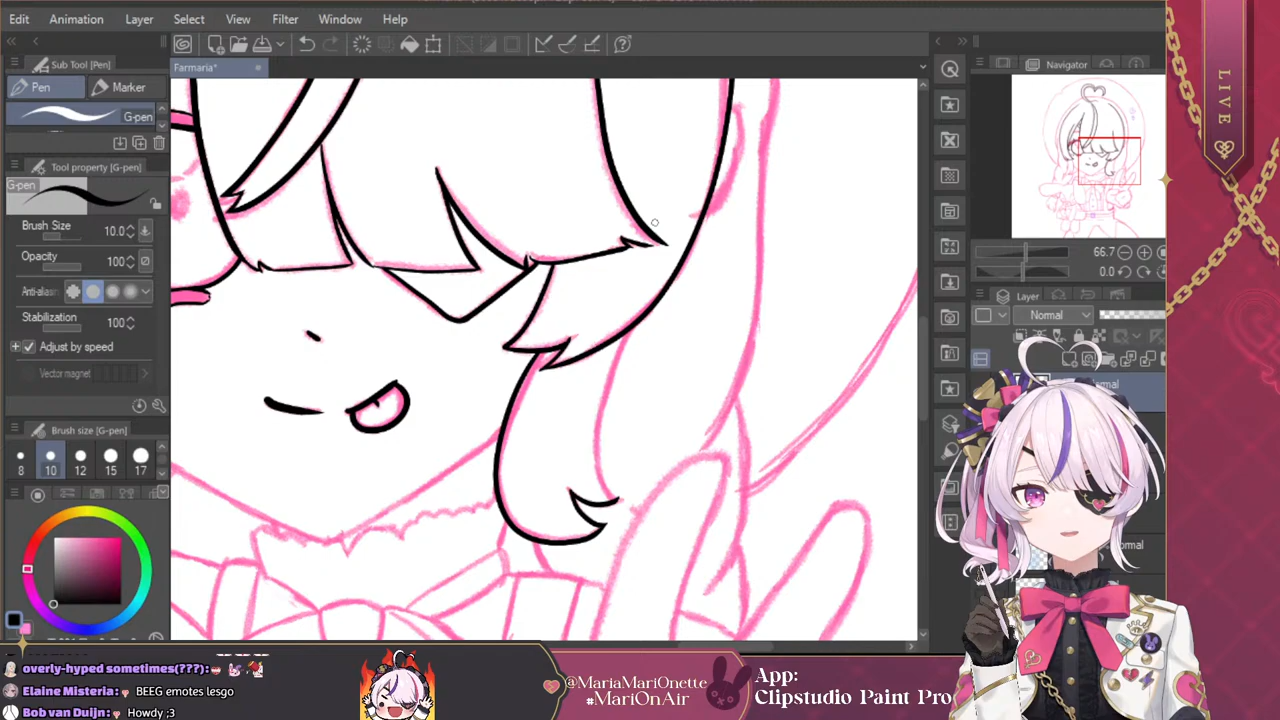 Edit Animation Layer Select View Filter Window Help
Sub Tool [Pen]
Pen Marker
G-pen
Tool property [G-pen]
G-pen
Brush Size 10.0
Opacity 100
Anti-alias
Stabilization 100
Adjust by speed
Vector magnet
Brush size [G-pen]
8 10 12 15 17
Farmaria*
Navigator
66.7
0.0
Layer
Normal
LIVE
overly-hyped sometimes(???):
Elaine Misteria: BEEG emotes lesgo
Bob van Duijn: Howdy ;3
@MariaMariOnette
#MariOnAir
App:
Clipstudio Paint Pro